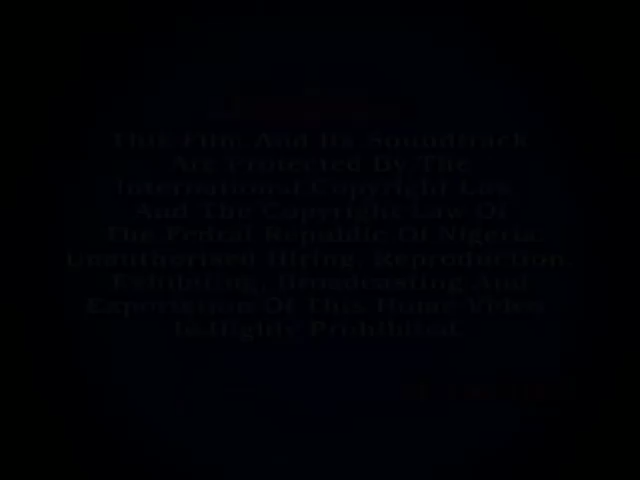 This Film And Its Soundtrack
Are Protected By The
International Copyright Law
And The Copyright Law Of
The Fedral Republic Of Nigeria.
Unauthorised Hiring, Reproduction
Exhibiting, Broadcasting And
Exportation Of This Home Video
Is Highly Prohibited.